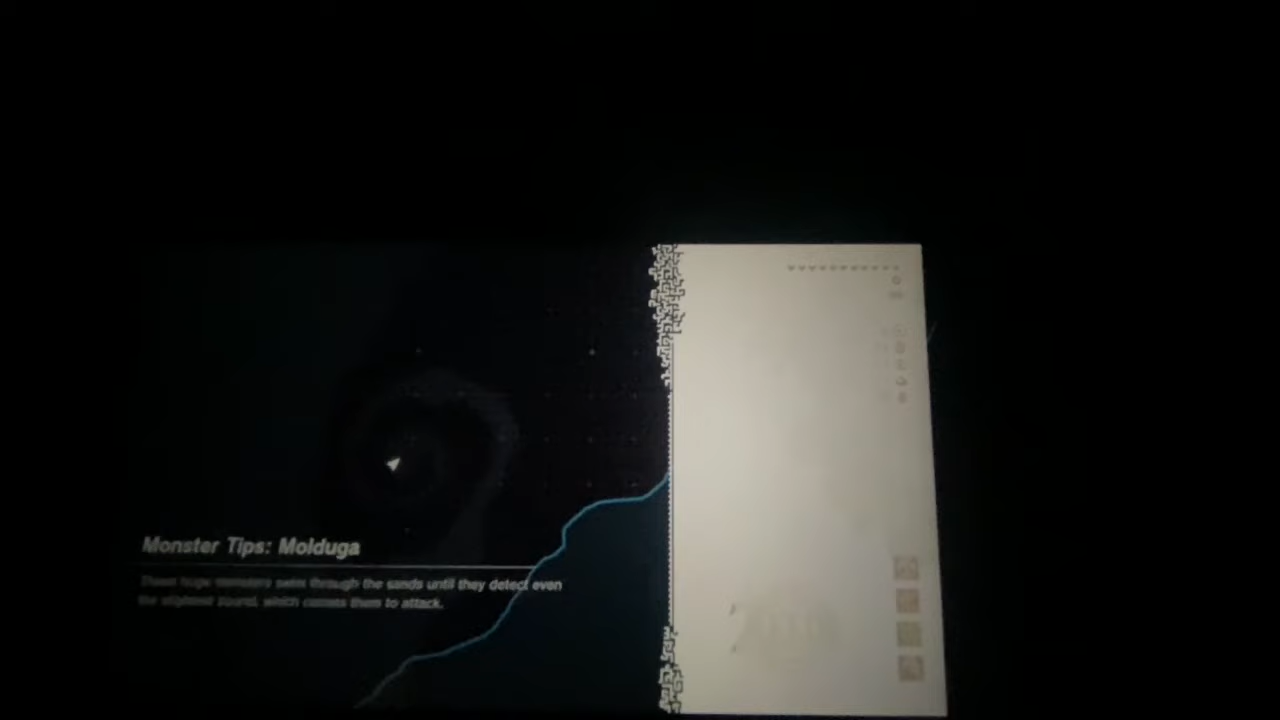 Monster Tips: Molduga
These huge monsters swim through the sands until they detect even
the slightest sound, which causes them to attack.